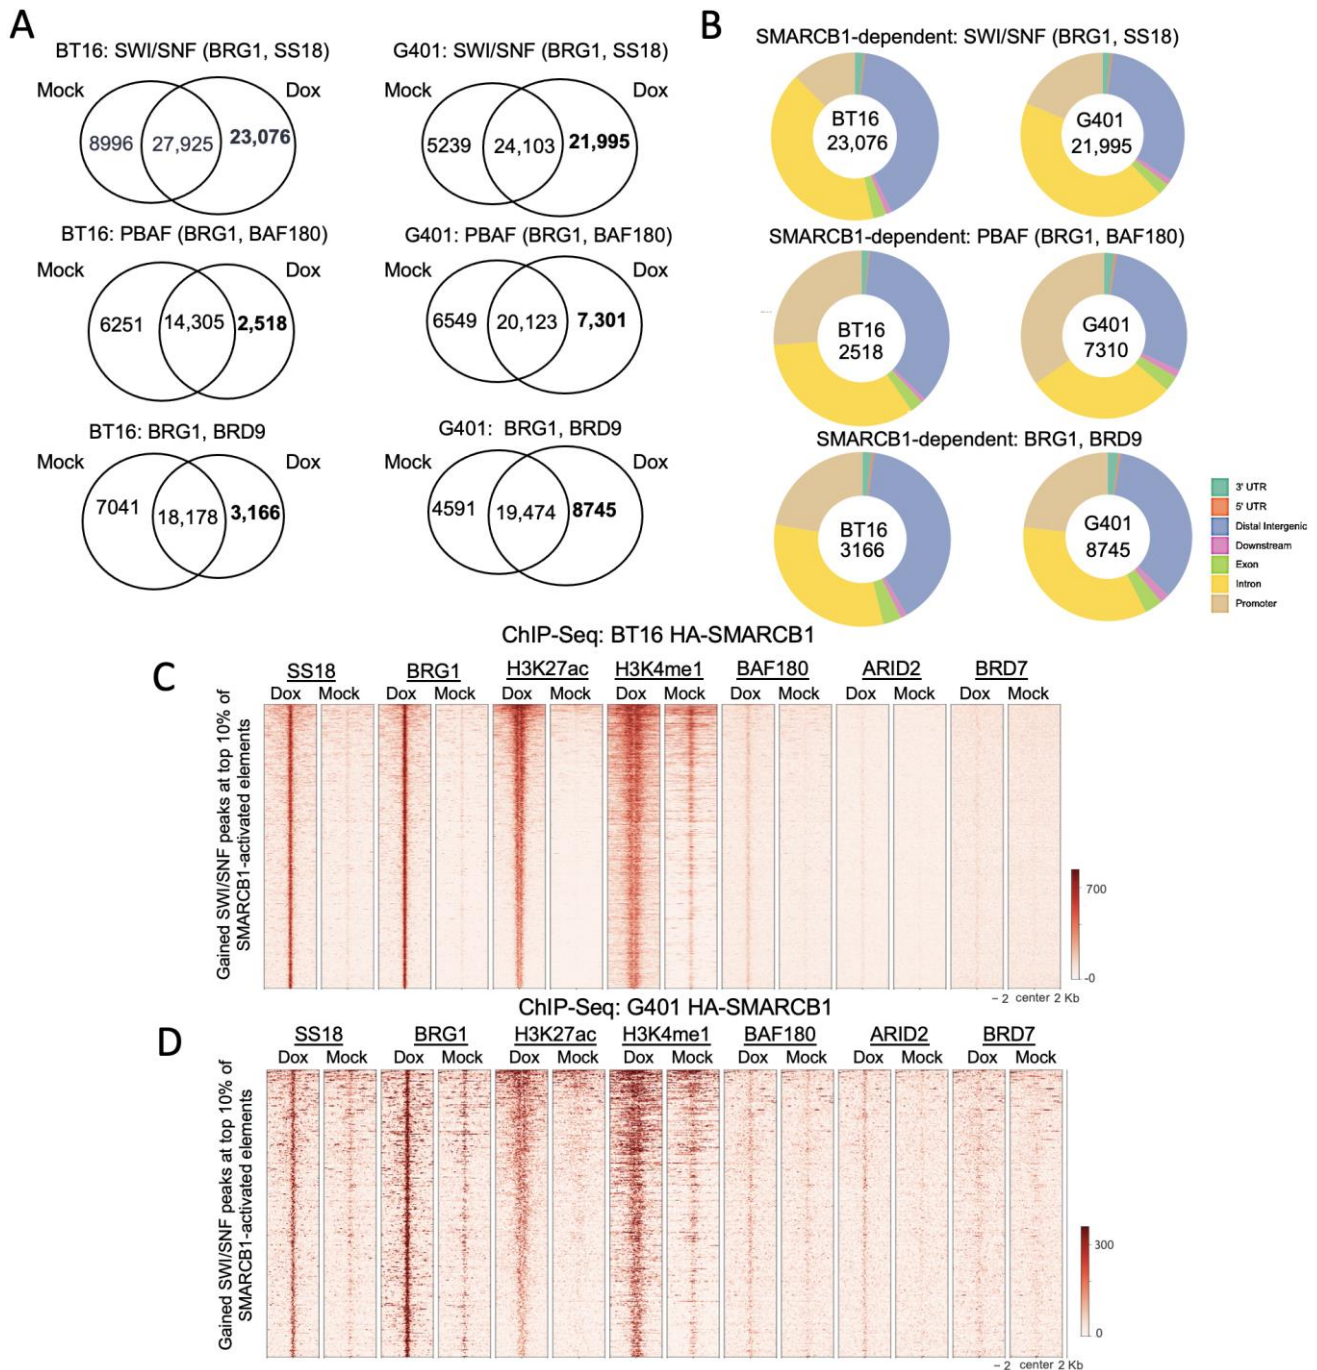 A
BT16: SWI/SNF (BRG1, SS18)
Mock
Dox
8996
27,925
23,076
G401: SWI/SNF (BRG1, SS18)
Mock
Dox
5239
24,103
21,995
BT16: PBAF (BRG1, BAF180)
Mock
Dox
6251
14,305
2,518
G401: PBAF (BRG1, BAF180)
Mock
Dox
6549
20,123
7,301
BT16: BRG1, BRD9
Mock
Dox
7041
18,178
3,166
G401: BRG1, BRD9
Mock
Dox
4591
19,474
8745
B
SMARCB1-dependent: SWI/SNF (BRG1, SS18)
BT16
23,076
G401
21,995
SMARCB1-dependent: PBAF (BRG1, BAF180)
BT16
2518
G401
7310
SMARCB1-dependent: BRG1, BRD9
BT16
3166
G401
8745
3' UTR
5' UTR
Distal Intergenic
Downstream
Exon
Intron
Promoter
C
ChIP-Seq: BT16 HA-SMARCB1
SS18 BRG1 H3K27ac H3K4me1 BAF180 ARID2 BRD7
Dox Mock Dox Mock Dox Mock Dox Mock Dox Mock Dox Mock Dox Mock
Gained SWI/SNF peaks at top 10% of
SMARCB1-activated elements
700
-0
– 2 center 2 Kb
D
ChIP-Seq: G401 HA-SMARCB1
SS18 BRG1 H3K27ac H3K4me1 BAF180 ARID2 BRD7
Dox Mock Dox Mock Dox Mock Dox Mock Dox Mock Dox Mock Dox Mock
Gained SWI/SNF peaks at top 10% of
SMARCB1-activated elements
300
0
– 2 center 2 Kb